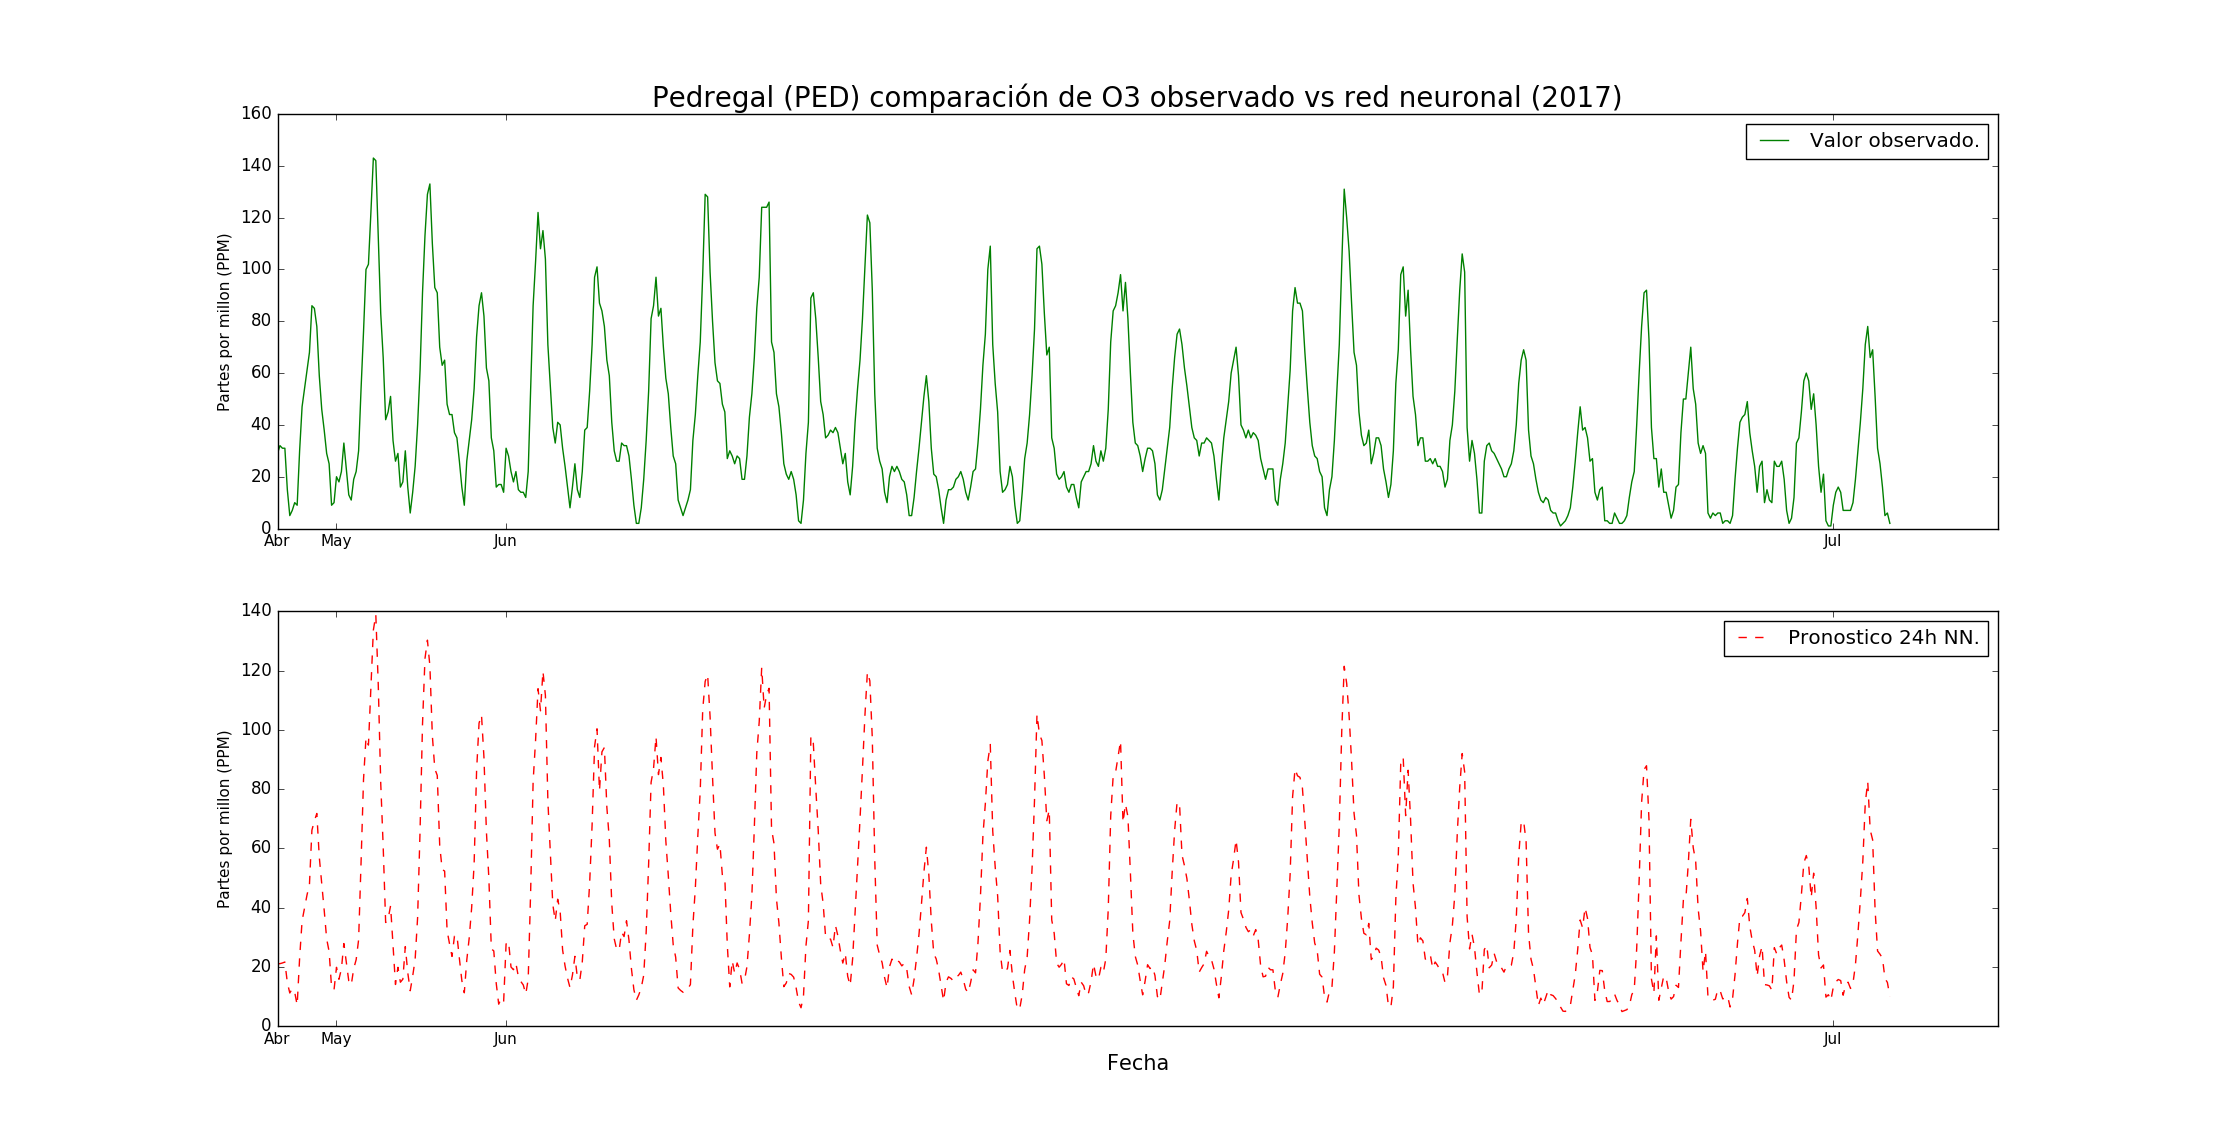 Pedregal (PED) comparación de O3 observado vs red neuronal (2017)
160
140
120
100
80
60
40
20
0
Partes por millon (PPM)
Valor observado.
Abr May Jun Jul
140
120
100
80
60
40
20
0
Partes por millon (PPM)
Pronostico 24h NN.
Abr May Jun Jul
Fecha